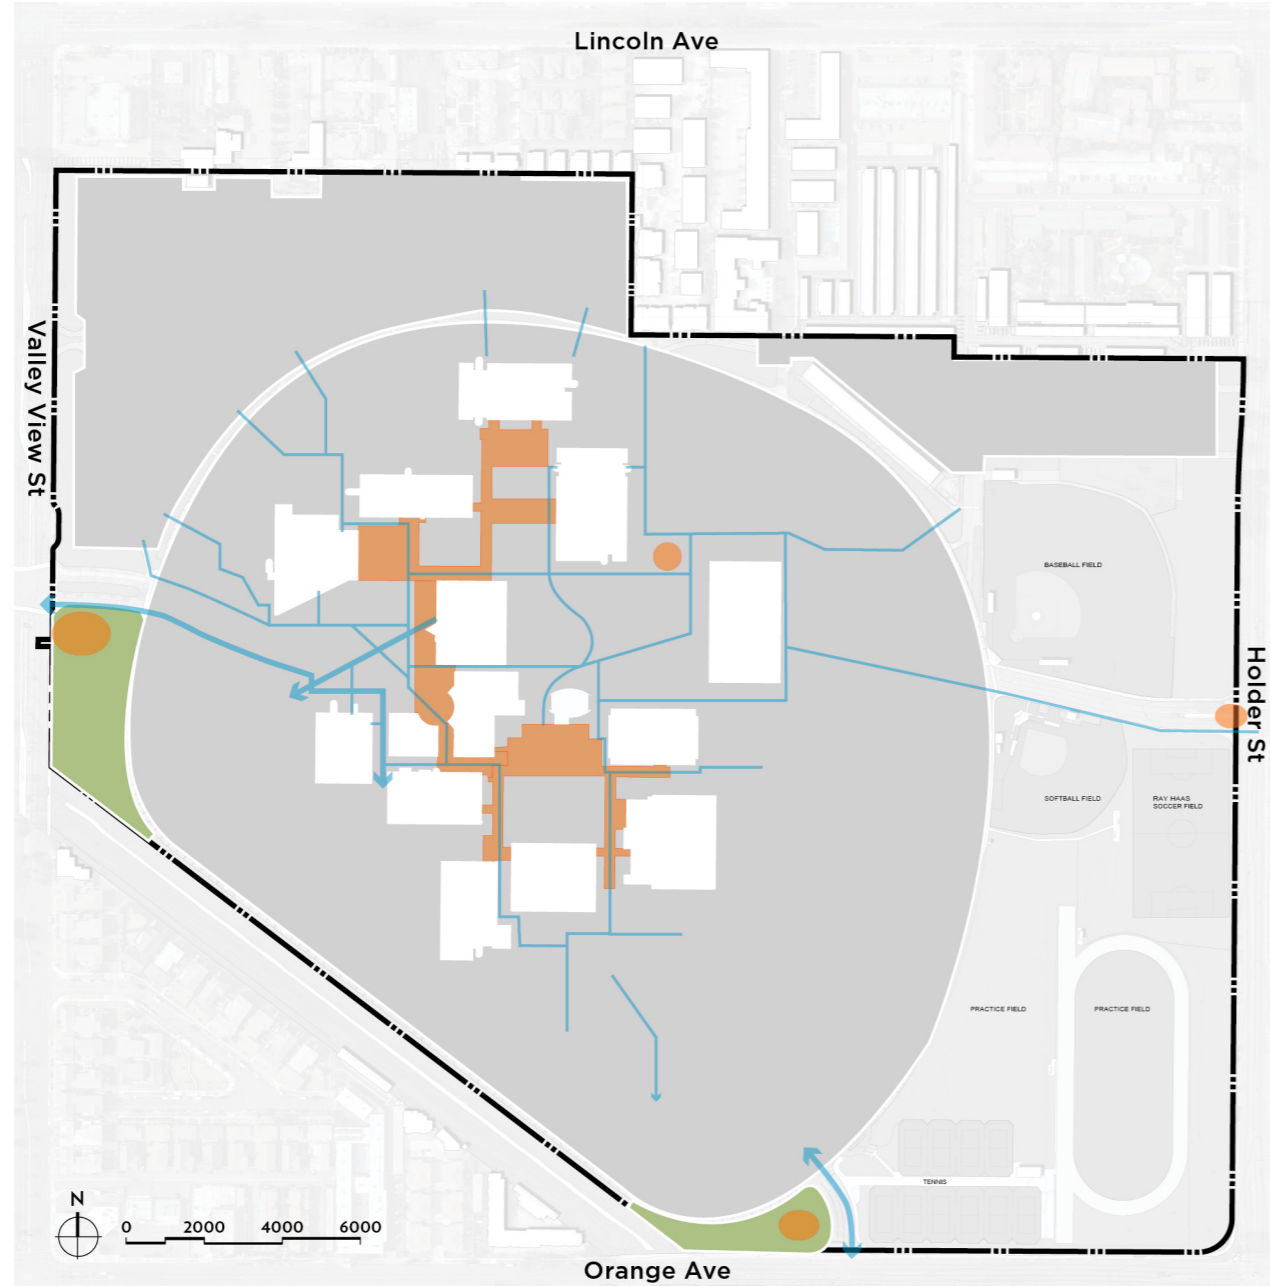 Lincoln Ave
Valley View St
BASEBALL FIELD
Holder St
SOFTBALL FIELD
RAY HAAS
SOCCER FIELD
PRACTICE FIELD
PRACTICE FIELD
TENNIS
N
0 2000 4000 6000
Orange Ave